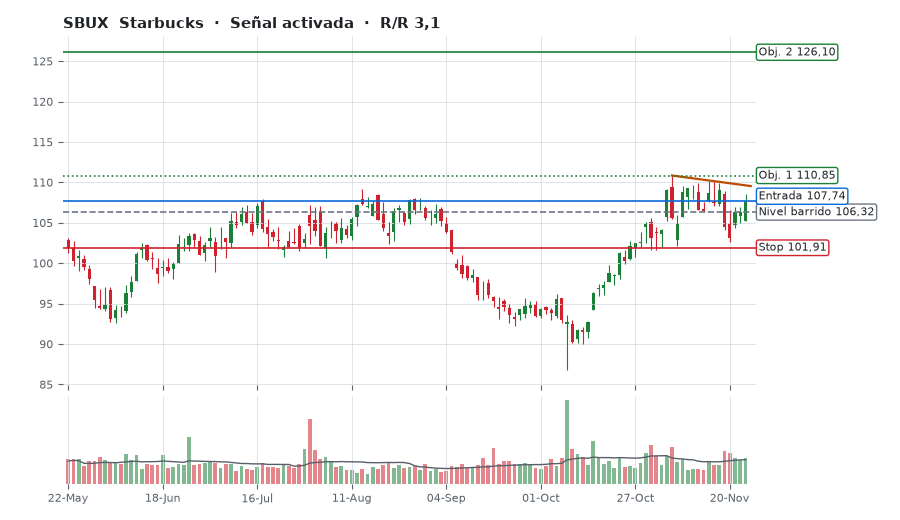 SBUX Starbucks · Señal activada · R/R 3,1
125
120
115
110
105
100
95
90
85
Obj. 2 126,10
Obj. 1 110,85
Entrada 107,74
Nivel barrido 106,32
Stop 101,91
22-May 18-Jun 16-Jul 11-Aug 04-Sep 01-Oct 27-Oct 20-Nov